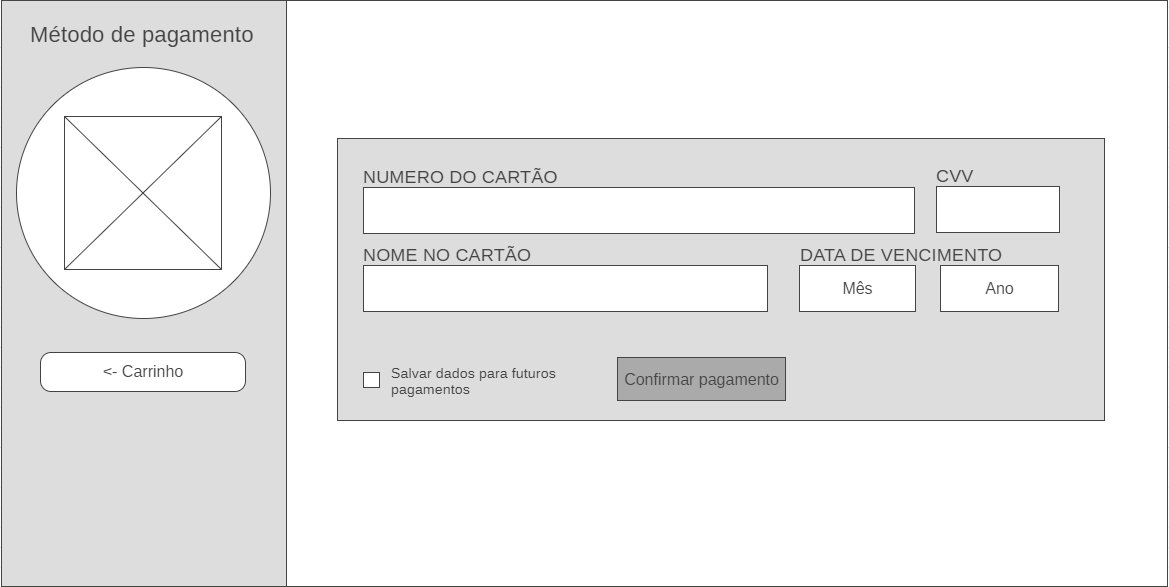 Método de pagamento
<- Carrinho
NUMERO DO CARTÃO
CVV
NOME NO CARTÃO
DATA DE VENCIMENTO
Mês
Ano
Salvar dados para futuros
pagamentos
Confirmar pagamento